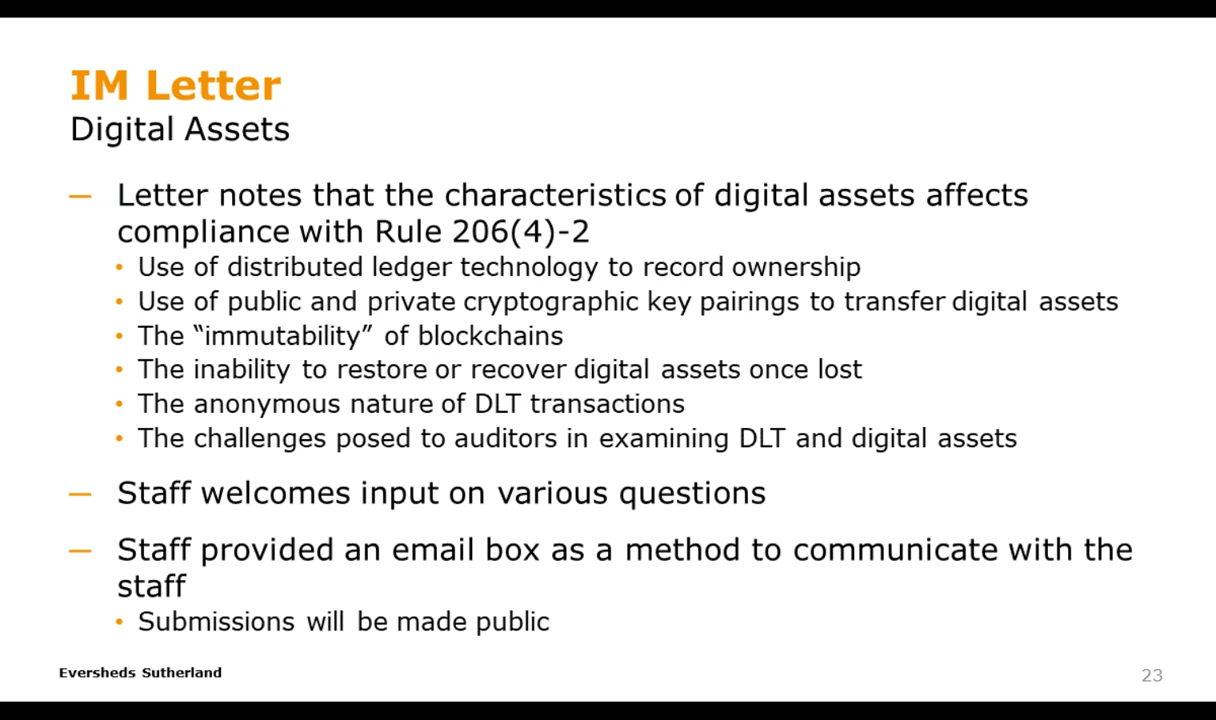 IM Letter
Digital Assets
— Letter notes that the characteristics of digital assets affects
compliance with Rule 206(4)-2
• Use of distributed ledger technology to record ownership
• Use of public and private cryptographic key pairings to transfer digital assets
• The “immutability” of blockchains
• The inability to restore or recover digital assets once lost
• The anonymous nature of DLT transactions
• The challenges posed to auditors in examining DLT and digital assets
— Staff welcomes input on various questions
— Staff provided an email box as a method to communicate with the
staff
• Submissions will be made public
Eversheds Sutherland
23